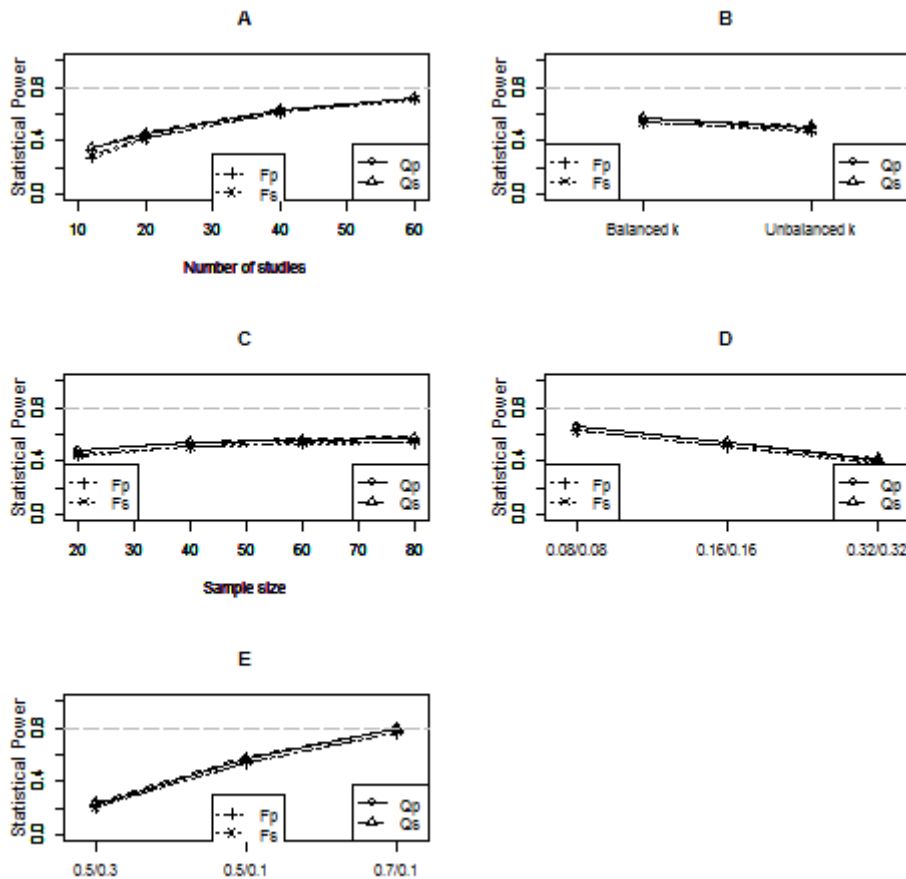 A
Statistical Power
0.0 0.4 0.8
Fp
Fs
Qp
Qs
10 20 30 40 50 60
Number of studies
B
Statistical Power
0.0 0.4 0.8
Fp
Fs
Qp
Qs
Balanced k Unbalanced k
C
Statistical Power
0.0 0.4 0.8
Fp
Fs
Qp
Qs
20 30 40 50 60 70 80
Sample size
D
Statistical Power
0.0 0.4 0.8
Fp
Fs
Qp
Qs
0.08/0.08 0.16/0.16 0.32/0.32
E
Statistical Power
0.0 0.4 0.8
Fp
Fs
Qp
Qs
0.5/0.3 0.5/0.1 0.7/0.1